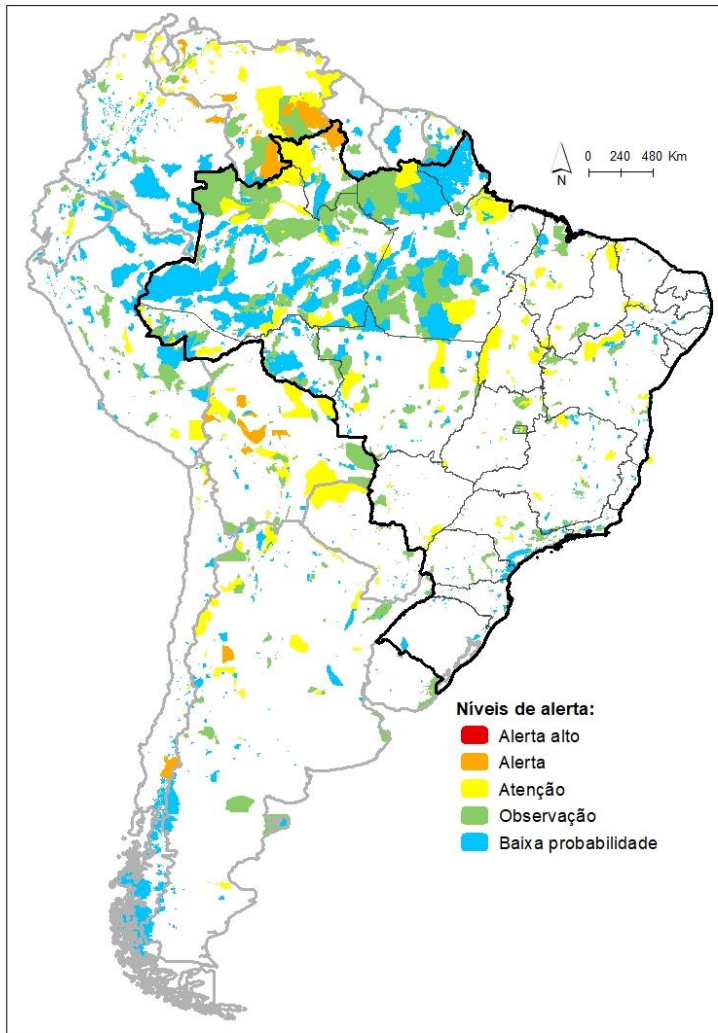 N
0 240 480 Km
Níveis de alerta:
Alerta alto
Alerta
Atenção
Observação
Baixa probabilidade